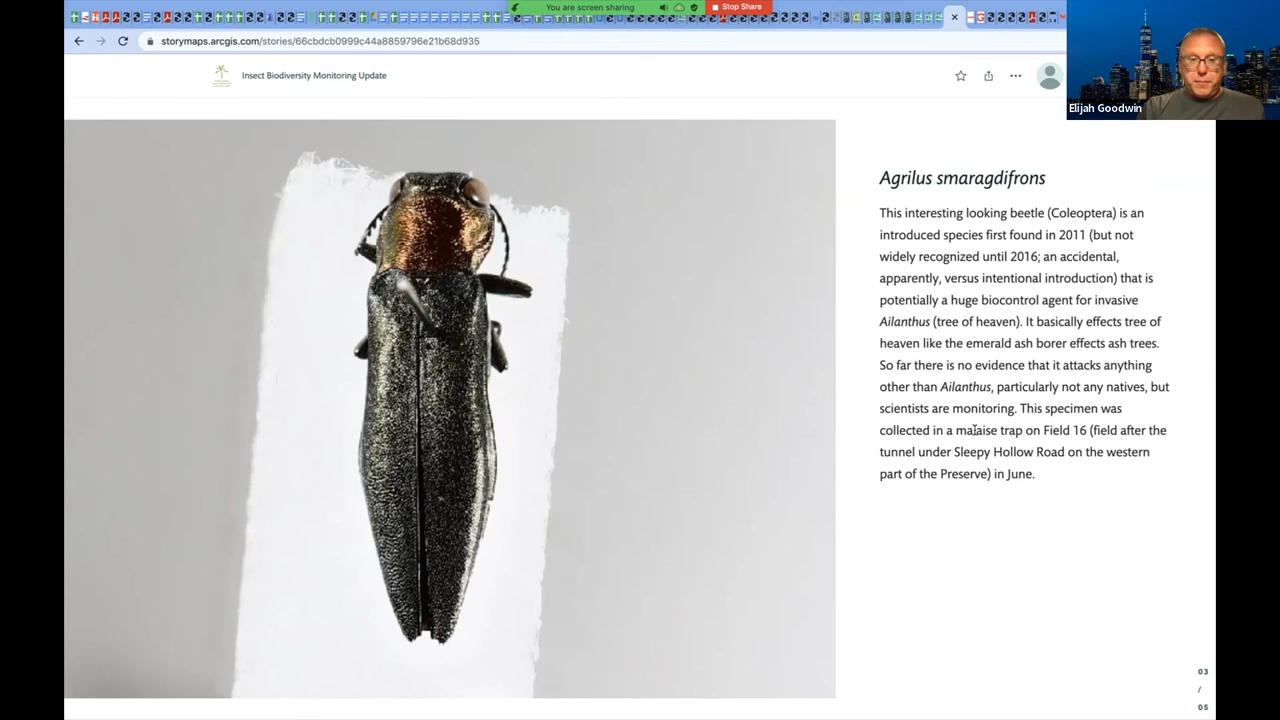 You are screen sharing
Stop Share
storymaps.arcgis.com/stories/66cbdcb0999c44a8859796e21b68d935
Insect Biodiversity Monitoring Update
Elijah Goodwin
Agrilus smaragdifrons
This interesting looking beetle (Coleoptera) is an
introduced species first found in 2011 (but not
widely recognized until 2016; an accidental,
apparently, versus intentional introduction) that is
potentially a huge biocontrol agent for invasive
Ailanthus (tree of heaven). It basically effects tree of
heaven like the emerald ash borer effects ash trees.
So far there is no evidence that it attacks anything
other than Ailanthus, particularly not any natives, but
scientists are monitoring. This specimen was
collected in a malaise trap on Field 16 (field after the
tunnel under Sleepy Hollow Road on the western
part of the Preserve) in June.
03
/
05